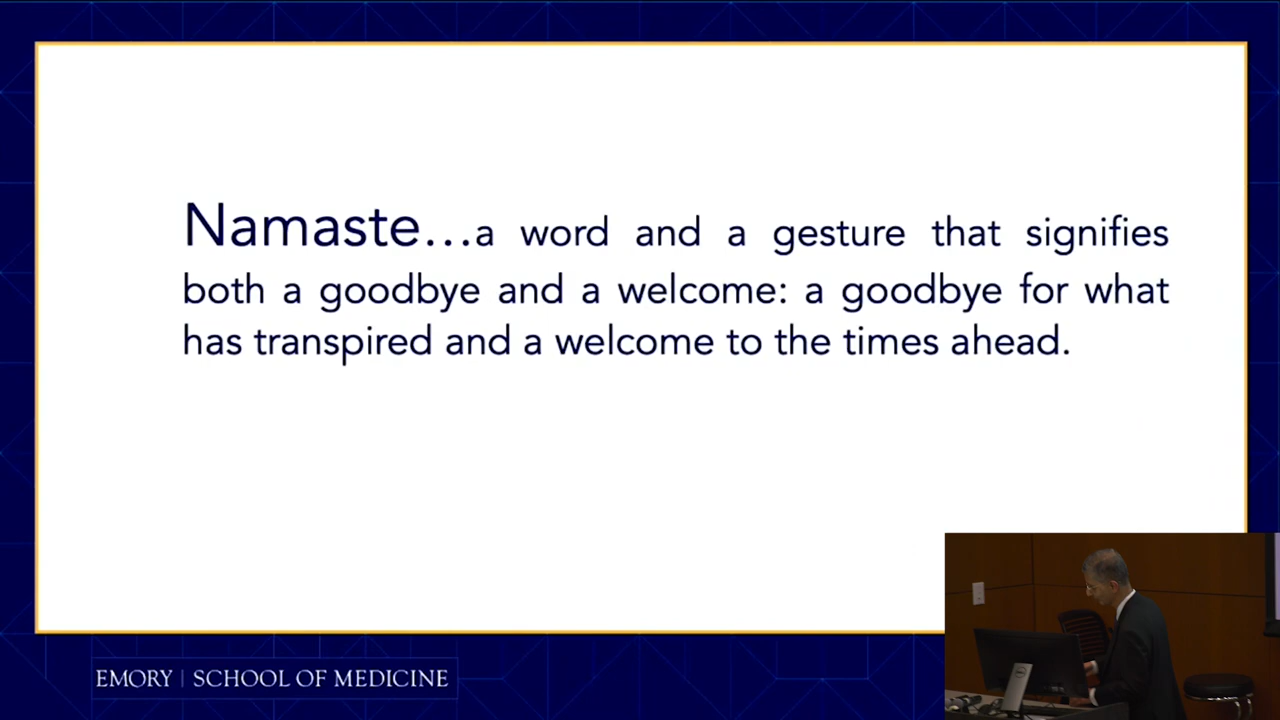 Namaste...a word and a gesture that signifies
both a goodbye and a welcome: a goodbye for what
has transpired and a welcome to the times ahead.
EMORY | SCHOOL OF MEDICINE